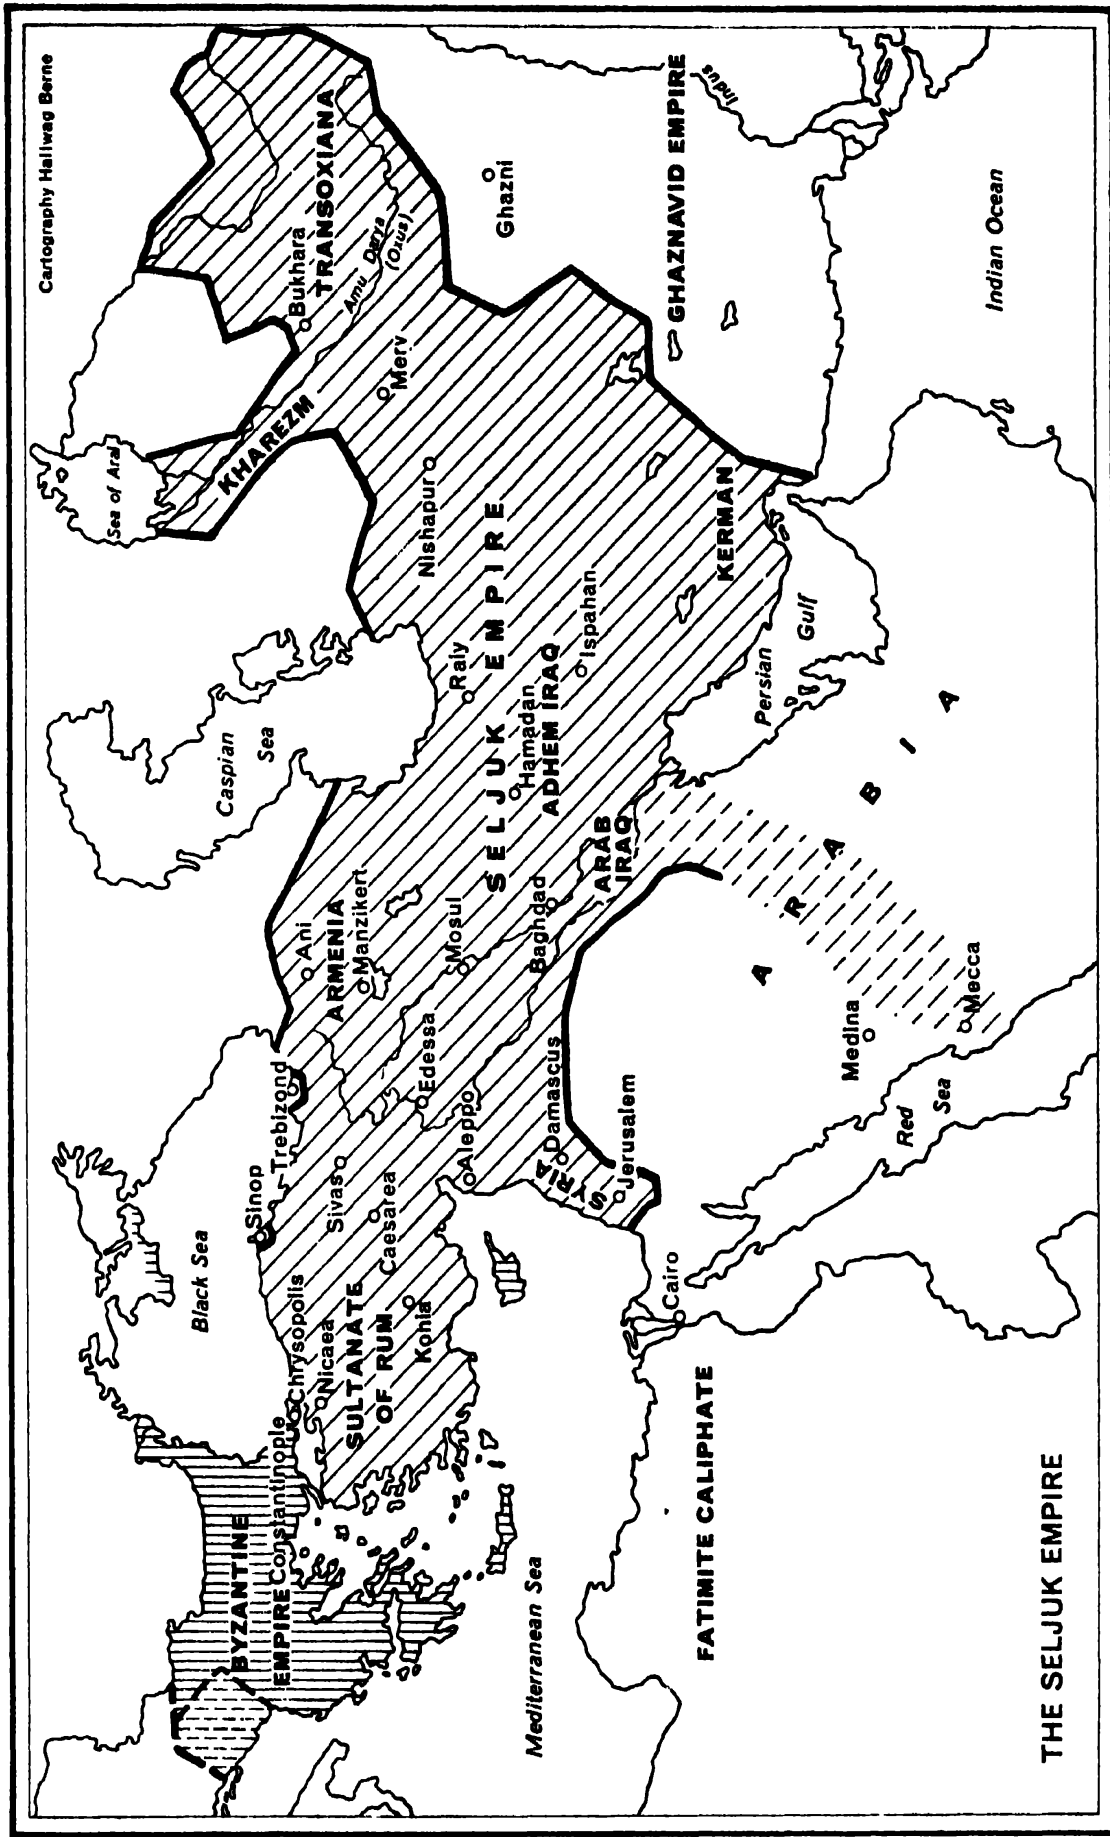 Cartography Hallwag Berne
Black Sea
Caspian
Sea
Sea of Aral
BYZANTINE
EMPIRE
Constantinople
Chrysopolis
Nicaea
Sinop
Trebizond
SULTANATE
OF RUM
Konia
Caesarea
Sivas
ARMENIA
Ani
Manzikert
Edessa
Aleppo
Mosul
SYRIA
Damascus
Jerusalem
Baghdad
ARAB
IRAQ
SELJUK EMPIRE
Raiy
Hamadan
ADHEM IRAQ
Ispahan
Nishapur
KHAREZM
Merv
Bukhara
TRANSOXIANA
Amu Darya
(Oxus)
KERMAN
Ghazni
GHAZNAVID EMPIRE
Indus
Mediterranean Sea
FATIMITE CALIPHATE
Cairo
Red
Sea
Medina
Mecca
ARABIA
Persian
Gulf
Indian Ocean
THE SELJUK EMPIRE